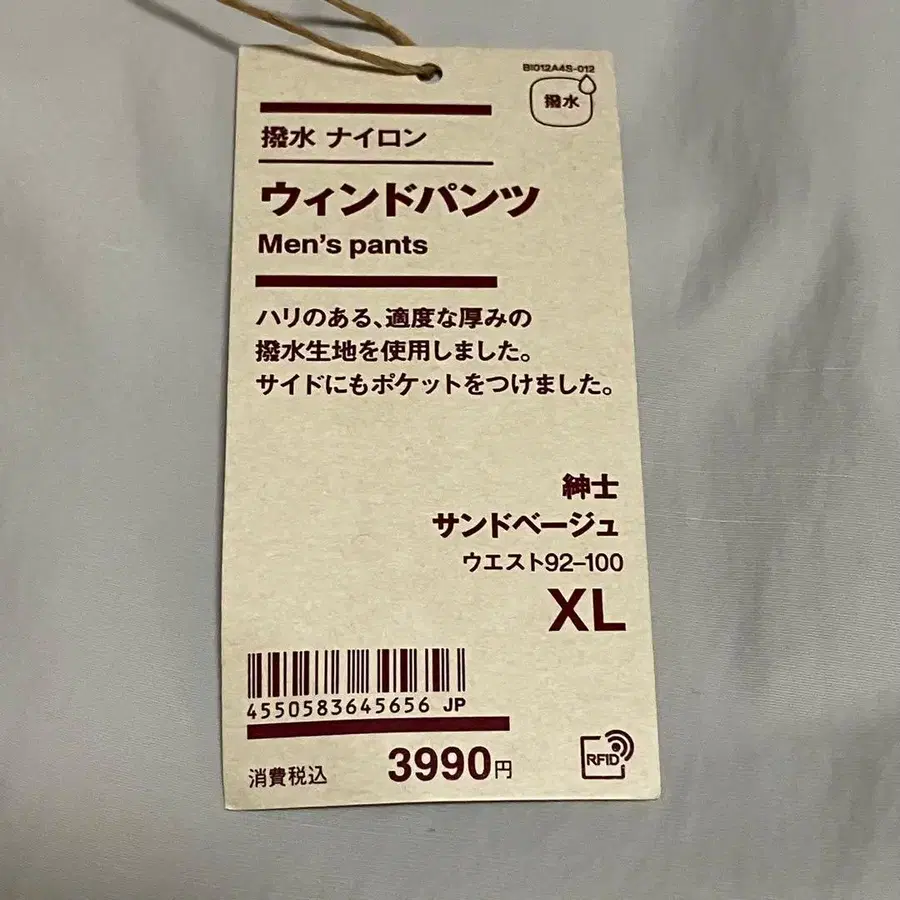 BI012A4S-012
撥水
撥水 ナイロン
ウィンドパンツ
Men's pants
ハリのある、適度な厚みの
撥水生地を使用しました。
サイドにもポケットをつけました。
紳士
サンドベージュ
ウエスト92-100
XL
4550583645656 JP
消費税込 3990円
RFID